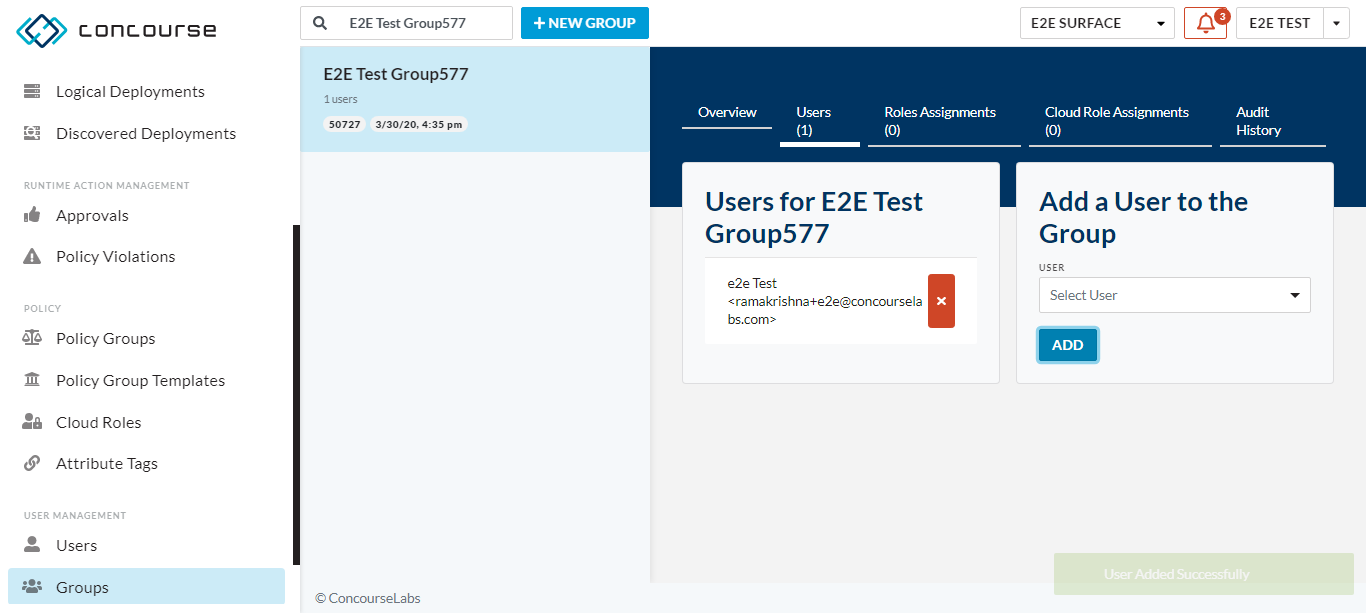 concourse
E2E Test Group577
+ NEW GROUP
E2E SURFACE
3
E2E TEST
Logical Deployments
Discovered Deployments
RUNTIME ACTION MANAGEMENT
Approvals
Policy Violations
POLICY
Policy Groups
Policy Group Templates
Cloud Roles
Attribute Tags
USER MANAGEMENT
Users
Groups
E2E Test Group577
1 users
50727
3/30/20, 4:35 pm
Overview
Users
(1)
Roles Assignments
(0)
Cloud Role Assignments
(0)
Audit
History
Users for E2E Test
Group577
e2e Test
<ramakrishna+e2e@concoursela
bs.com>
Add a User to the
Group
USER
Select User
ADD
User Added Successfully
© ConcourseLabs